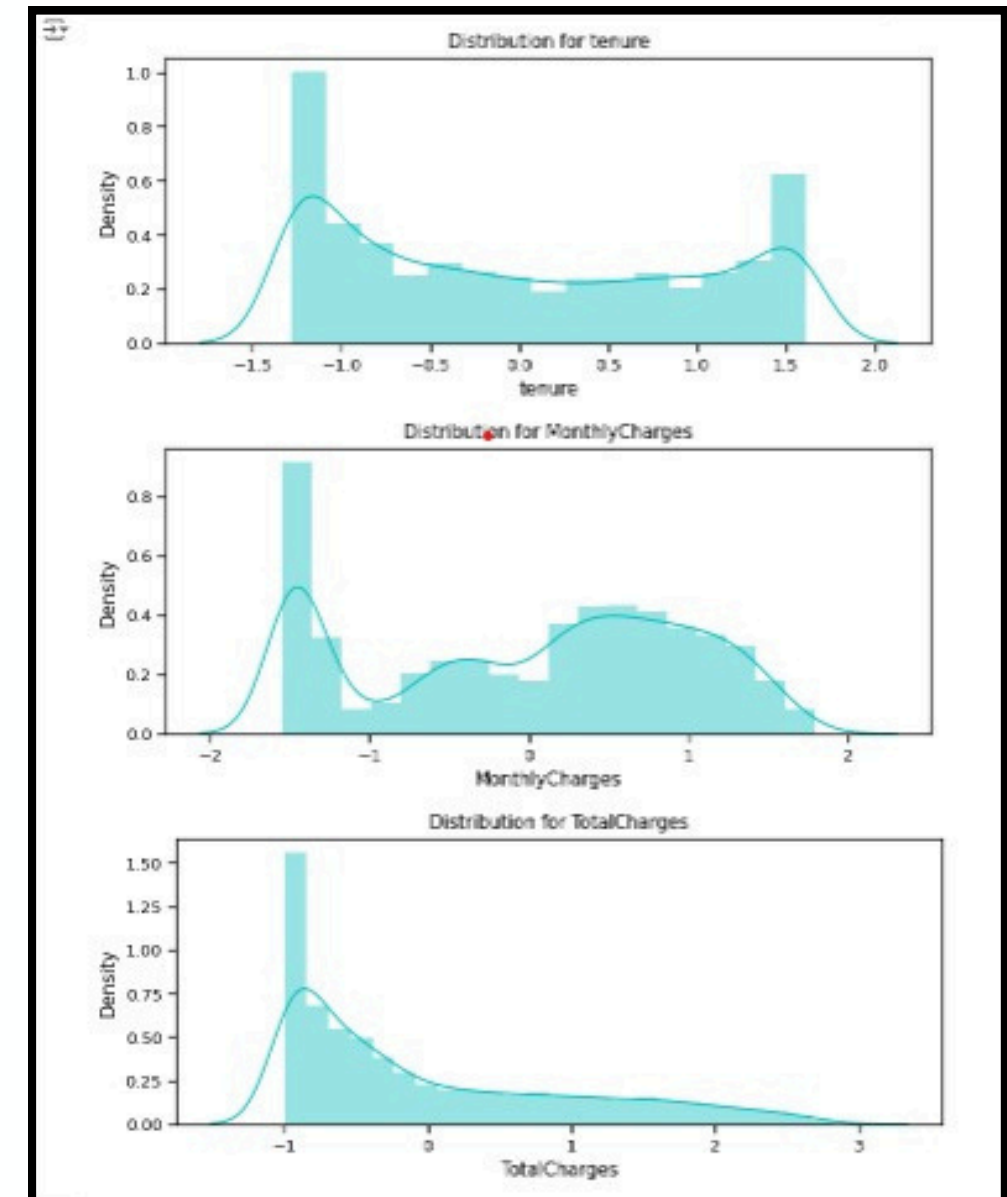 Distribution for tenure
1.0
0.8
0.6
0.4
0.2
0.0
Density
−1.5 −1.0 −0.5 0.0 0.5 1.0 1.5 2.0
tenure
Distribution for MonthlyCharges
0.8
0.6
0.4
0.2
0.0
Density
−2 −1 0 1 2
MonthlyCharges
Distribution for TotalCharges
1.50
1.25
1.00
0.75
0.50
0.25
0.00
Density
−1 0 1 2 3
TotalCharges